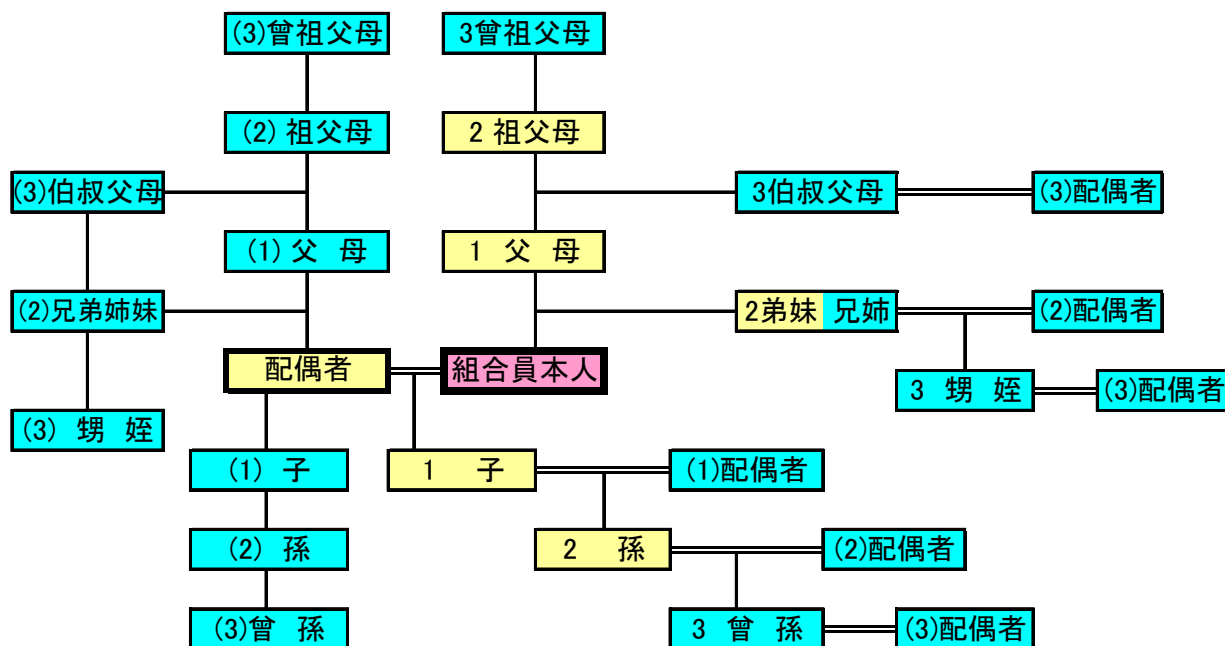 (3)曾祖父母
3曾祖父母
(2)祖父母
2 祖父母
(3)伯叔父母
3伯叔父母
(3)配偶者
(1)父 母
1 父 母
(2)兄弟姉妹
2弟妹 兄姉
(2)配偶者
配偶者
組合員本人
3 甥 姪
(3)配偶者
(3) 甥 姪
(1) 子
1 子
(1)配偶者
(2) 孫
2 孫
(2)配偶者
(3)曾 孫
3 曾 孫
(3)配偶者